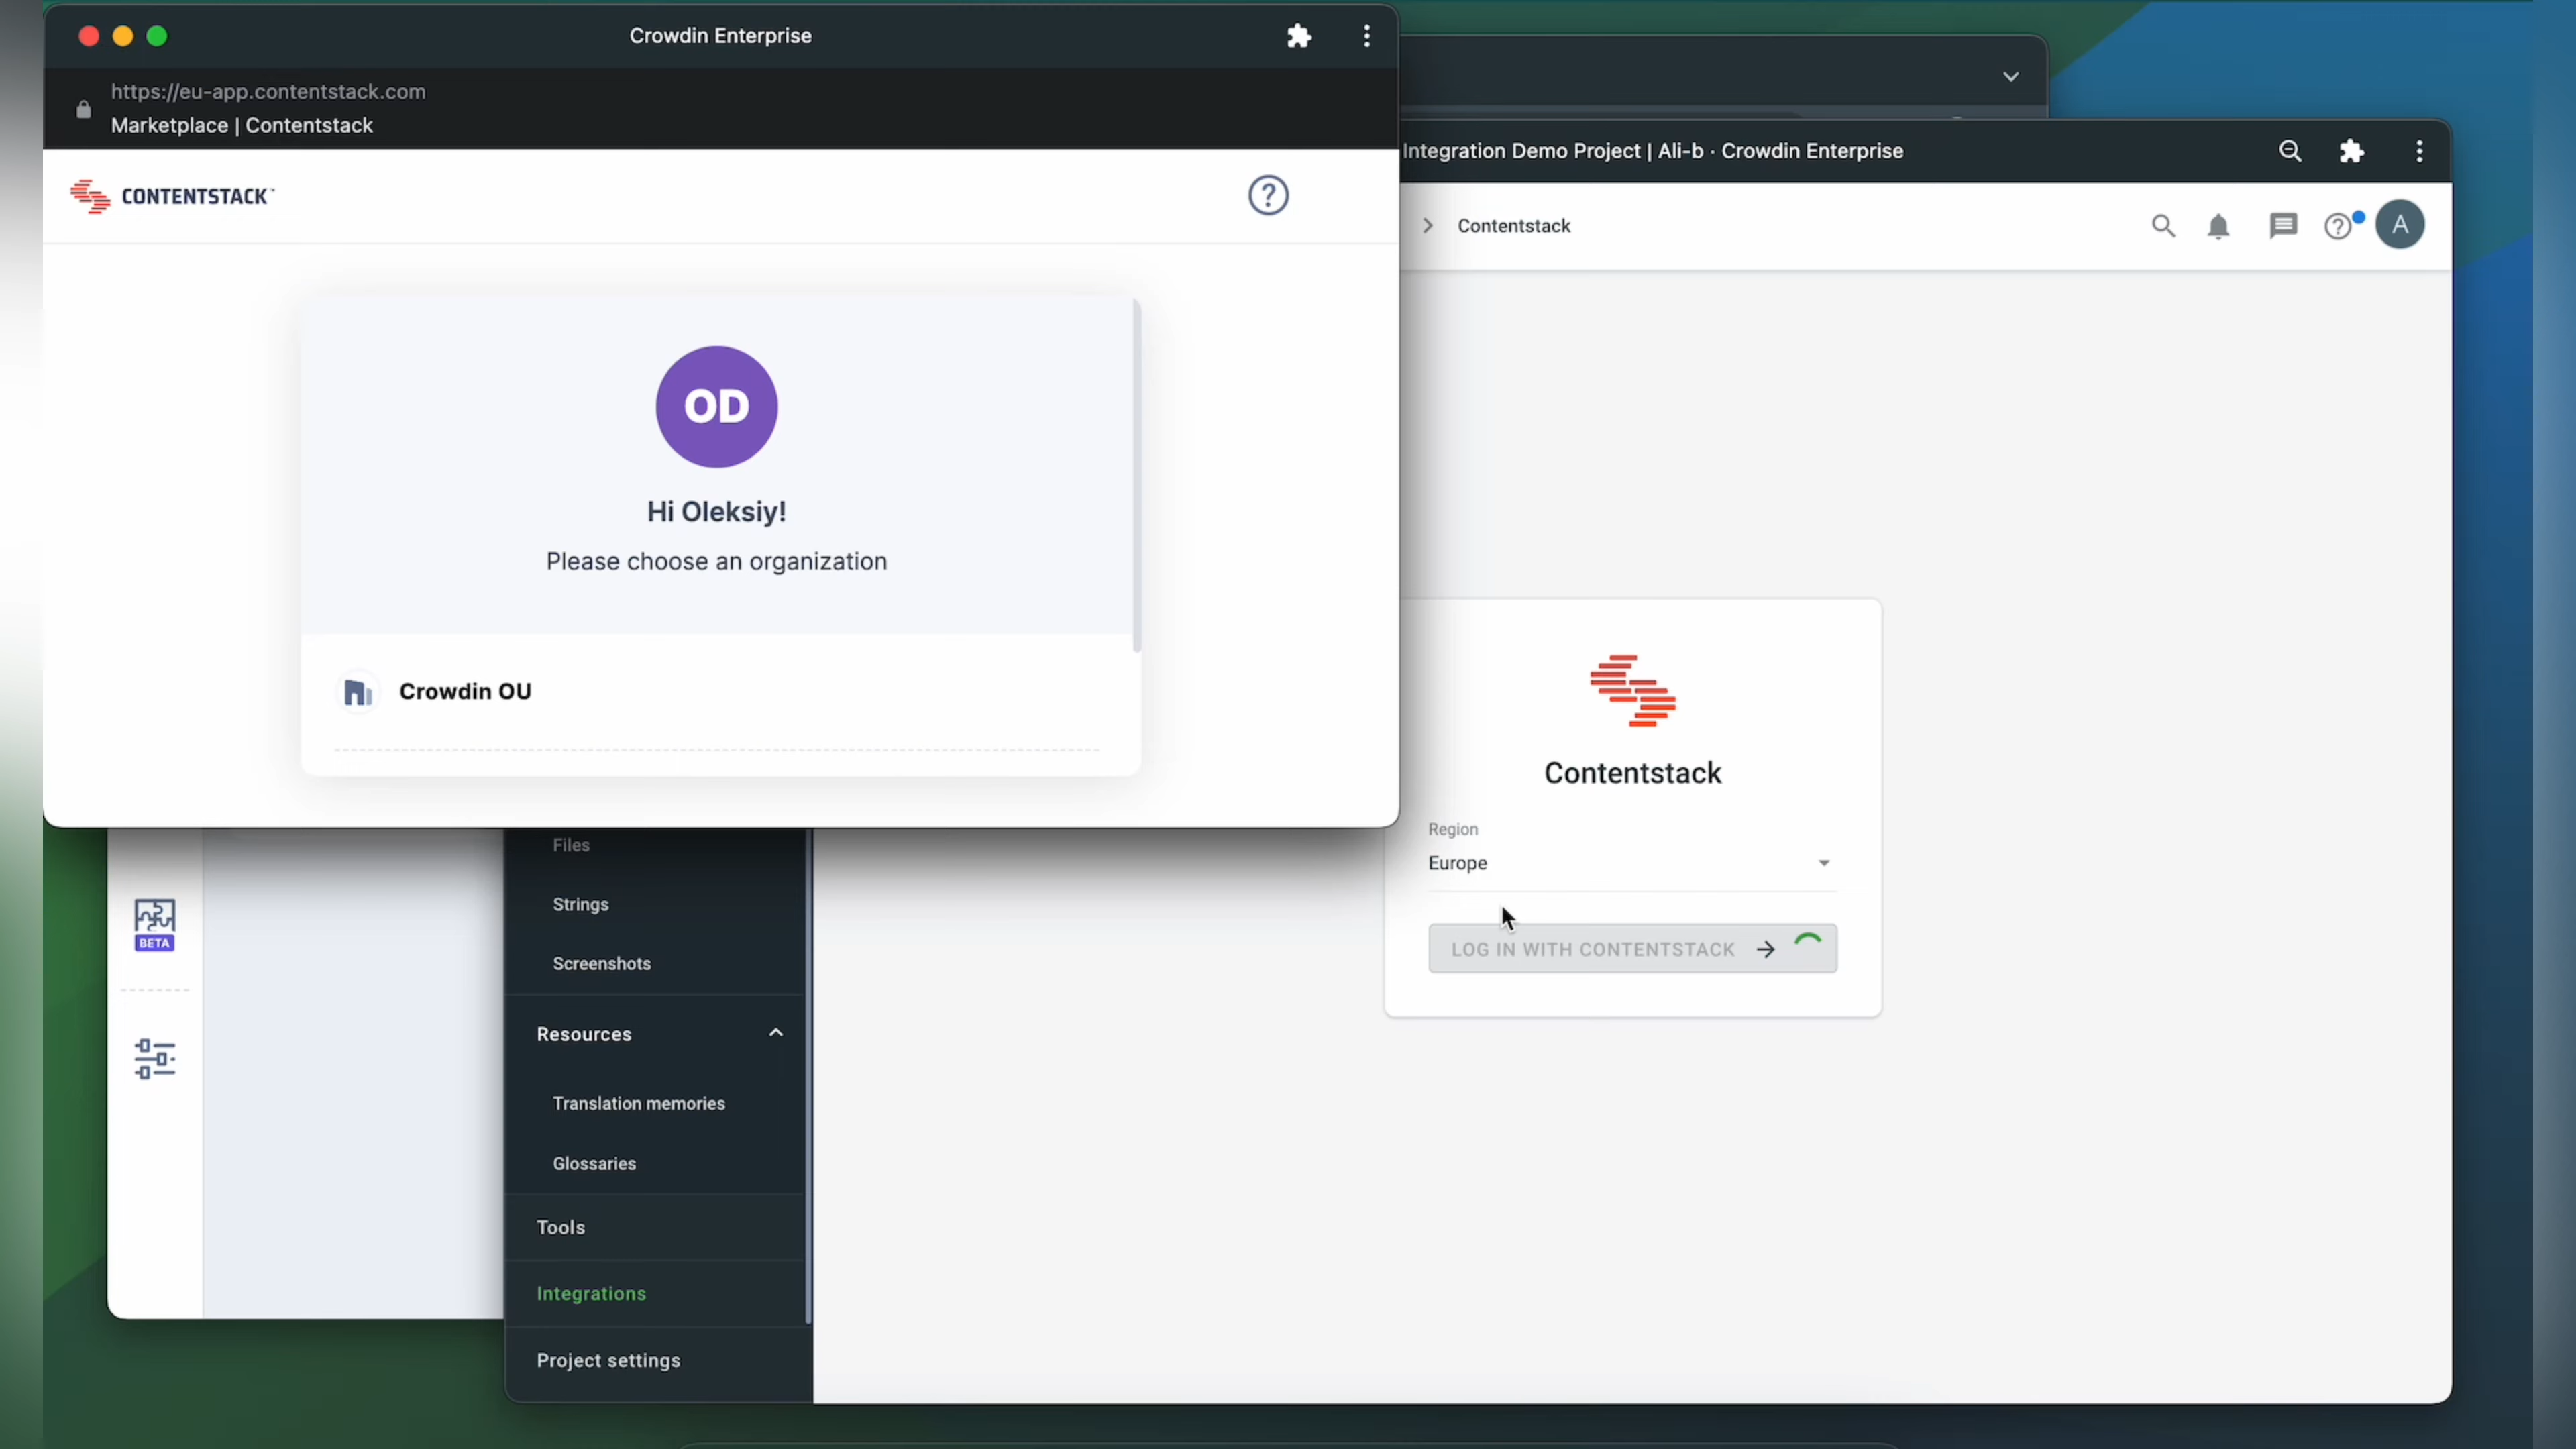 Crowdin Enterprise
https://eu-app.contentstack.com
Marketplace | Contentstack
CONTENTSTACK
OD
Hi Oleksiy!
Please choose an organization
Crowdin OU
Integration Demo Project | Ali-b · Crowdin Enterprise
Contentstack
A
Contentstack
Region
Europe
LOG IN WITH CONTENTSTACK
BETA
Files
Strings
Screenshots
Resources
Translation memories
Glossaries
Tools
Integrations
Project settings